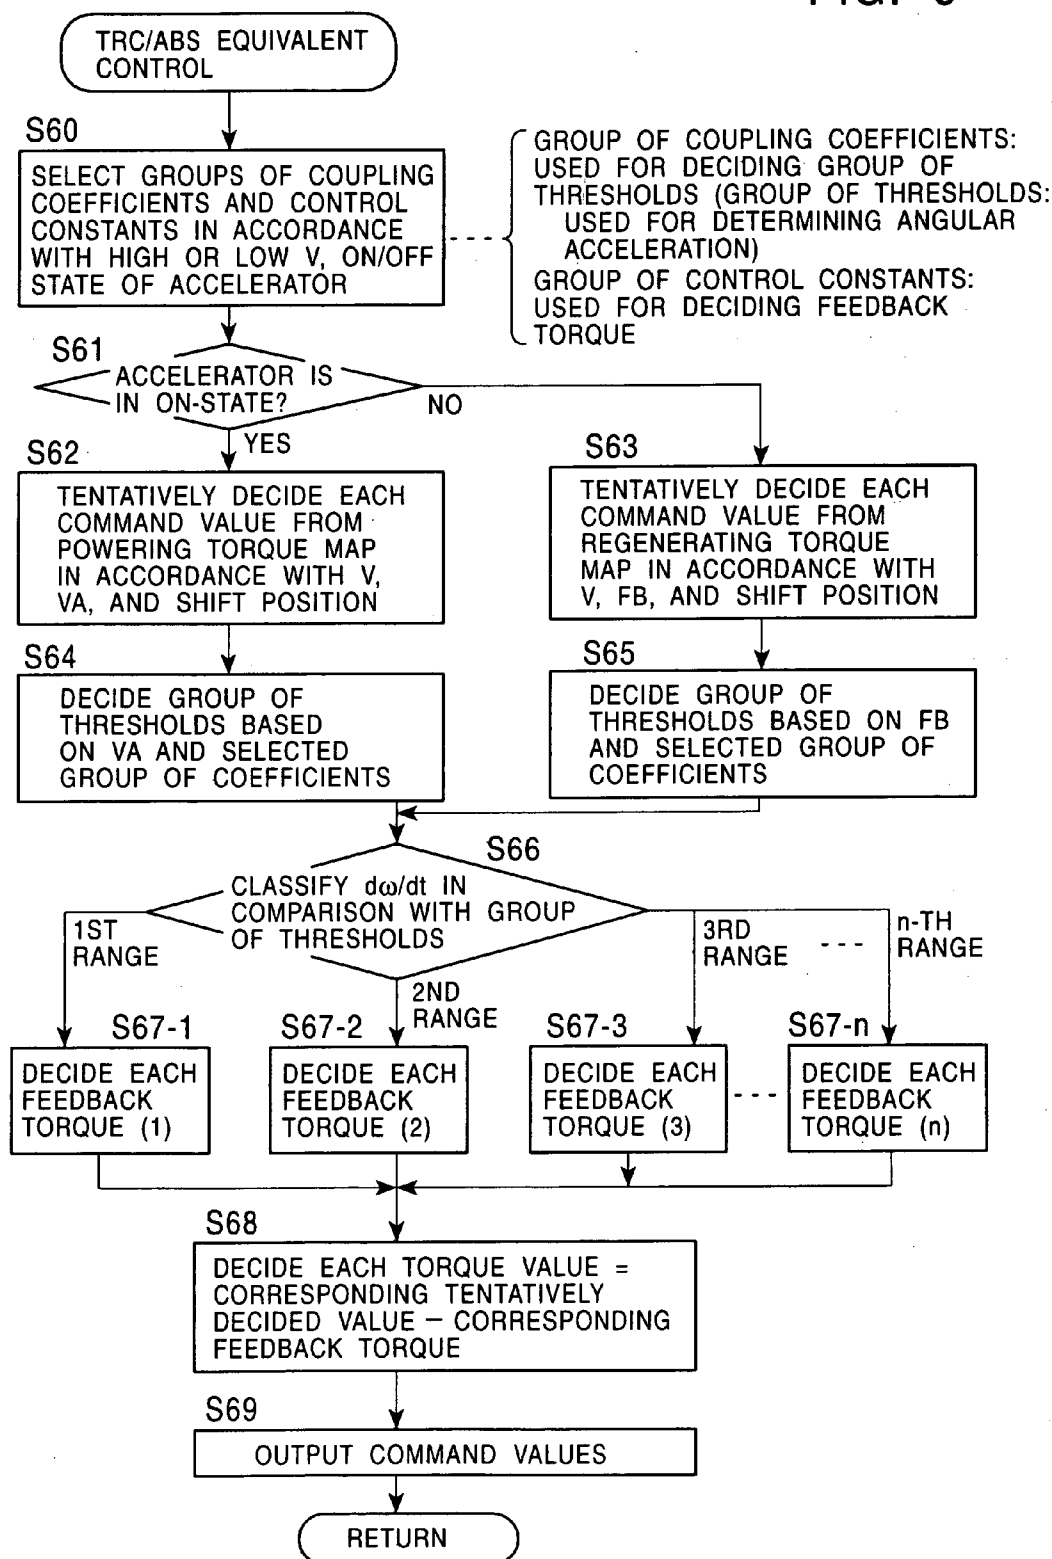 TRC/ABS EQUIVALENT
CONTROL
S60
SELECT GROUPS OF COUPLING
COEFFICIENTS AND CONTROL
CONSTANTS IN ACCORDANCE
WITH HIGH OR LOW V, ON/OFF
STATE OF ACCELERATOR
GROUP OF COUPLING COEFFICIENTS:
USED FOR DECIDING GROUP OF
THRESHOLDS (GROUP OF THRESHOLDS:
USED FOR DETERMINING ANGULAR
ACCELERATION)
GROUP OF CONTROL CONSTANTS:
USED FOR DECIDING FEEDBACK
TORQUE
S61
ACCELERATOR IS
IN ON-STATE?
NO
YES
S62
TENTATIVELY DECIDE EACH
COMMAND VALUE FROM
POWERING TORQUE MAP
IN ACCORDANCE WITH V,
VA, AND SHIFT POSITION
S63
TENTATIVELY DECIDE EACH
COMMAND VALUE FROM
REGENERATING TORQUE
MAP IN ACCORDANCE WITH
V, FB, AND SHIFT POSITION
S64
DECIDE GROUP OF
THRESHOLDS BASED
ON VA AND SELECTED
GROUP OF COEFFICIENTS
S65
DECIDE GROUP OF
THRESHOLDS BASED ON FB
AND SELECTED GROUP OF
COEFFICIENTS
S66
CLASSIFY dω/dt IN
COMPARISON WITH GROUP
OF THRESHOLDS
1ST
RANGE
2ND
RANGE
3RD
RANGE
---
n-TH
RANGE
S67-1
DECIDE EACH
FEEDBACK
TORQUE (1)
S67-2
DECIDE EACH
FEEDBACK
TORQUE (2)
S67-3
DECIDE EACH
FEEDBACK
TORQUE (3)
S67-n
DECIDE EACH
FEEDBACK
TORQUE (n)
S68
DECIDE EACH TORQUE VALUE =
CORRESPONDING TENTATIVELY
DECIDED VALUE – CORRESPONDING
FEEDBACK TORQUE
S69
OUTPUT COMMAND VALUES
RETURN